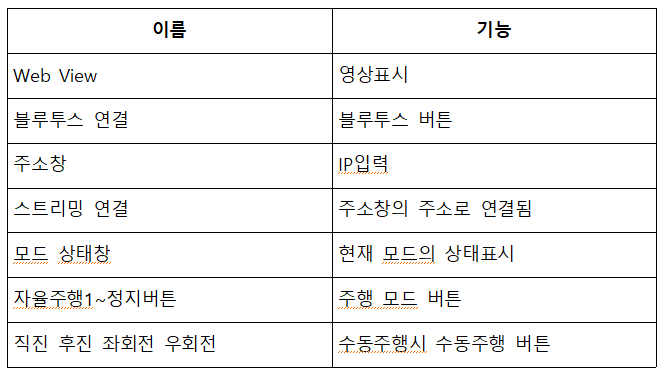 이름 기능
Web View 영상표시
블루투스 연결 블루투스 버튼
주소창 IP입력
스트리밍 연결 주소창의 주소로 연결됨
모드 상태창 현재 모드의 상태표시
자율주행1~정지버튼 주행 모드 버튼
직진 후진 좌회전 우회전 수동주행시 수동주행 버튼